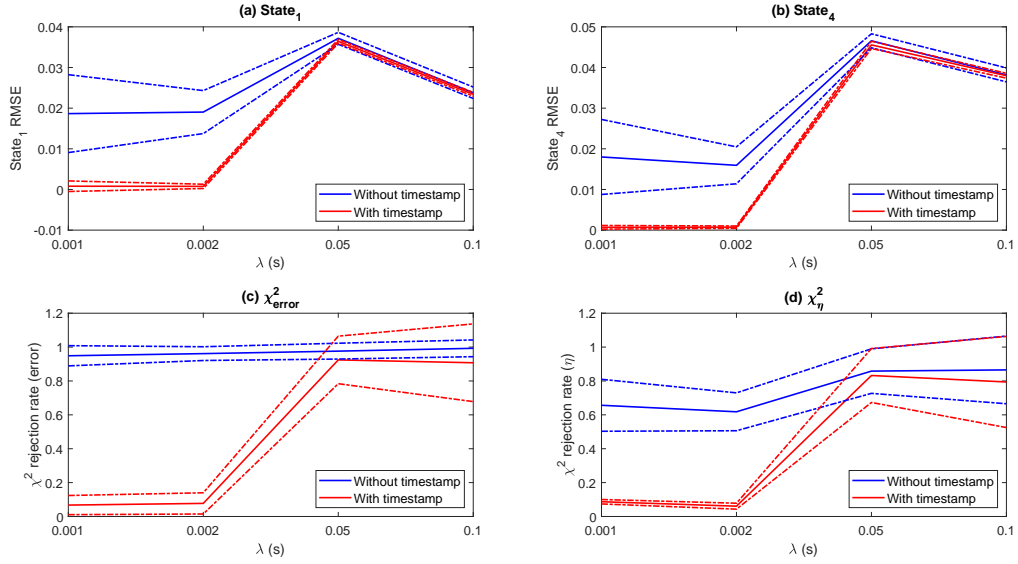 (a) State₁
State₁ RMSE
0.04
0.03
0.02
0.01
0
-0.01
0.001
0.002
0.05
0.1
λ (s)
Without timestamp
With timestamp
(b) State₄
State₄ RMSE
0.05
0.04
0.03
0.02
0.01
0
0.001
0.002
0.05
0.1
λ (s)
Without timestamp
With timestamp
(c) χ²error
χ² rejection rate (error)
1.2
1
0.8
0.6
0.4
0.2
0
0.001
0.002
0.05
0.1
λ (s)
Without timestamp
With timestamp
(d) χ²η
χ² rejection rate (η)
1.2
1
0.8
0.6
0.4
0.2
0
0.001
0.002
0.05
0.1
λ (s)
Without timestamp
With timestamp